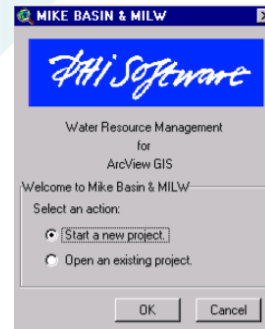 MIKE BASIN & MILW
DHI Software
Water Resource Management
for
ArcView GIS
Welcome to Mike Basin & MILW
Select an action:
Start a new project.
Open an existing project.
OK
Cancel